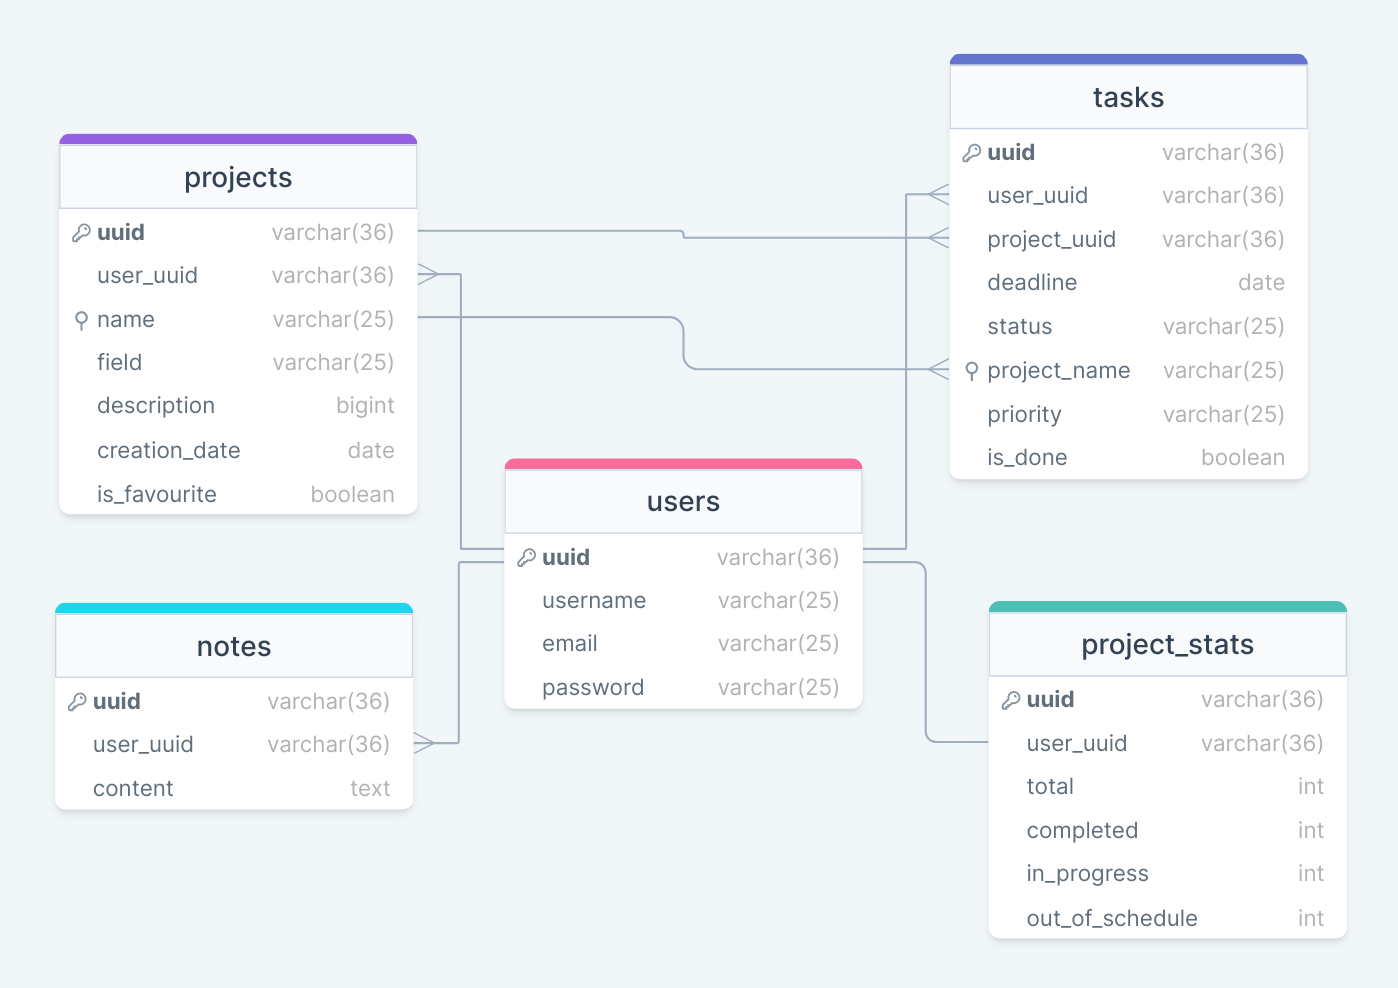 projects
uuid varchar(36)
user_uuid varchar(36)
name varchar(25)
field varchar(25)
description bigint
creation_date date
is_favourite boolean
tasks
uuid varchar(36)
user_uuid varchar(36)
project_uuid varchar(36)
deadline date
status varchar(25)
project_name varchar(25)
priority varchar(25)
is_done boolean
users
uuid varchar(36)
username varchar(25)
email varchar(25)
password varchar(25)
notes
uuid varchar(36)
user_uuid varchar(36)
content text
project_stats
uuid varchar(36)
user_uuid varchar(36)
total int
completed int
in_progress int
out_of_schedule int